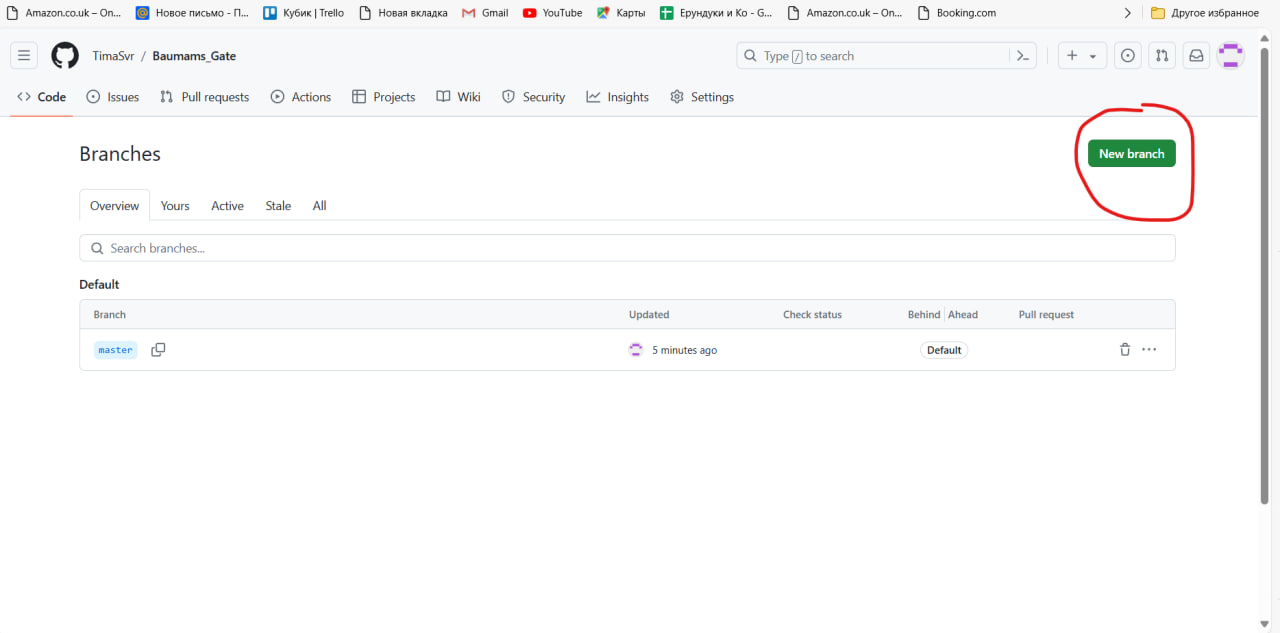 Amazon.co.uk – On... Новое письмо - П... Кубик | Trello Новая вкладка Gmail YouTube Карты Ерундуки и Ко - G... Amazon.co.uk – On... Booking.com Другое избранное
TimaSvr / Baumams_Gate Type / to search
Code Issues Pull requests Actions Projects Wiki Security Insights Settings
Branches New branch
Overview Yours Active Stale All
Search branches...
Default
Branch Updated Check status Behind Ahead Pull request
master 5 minutes ago Default